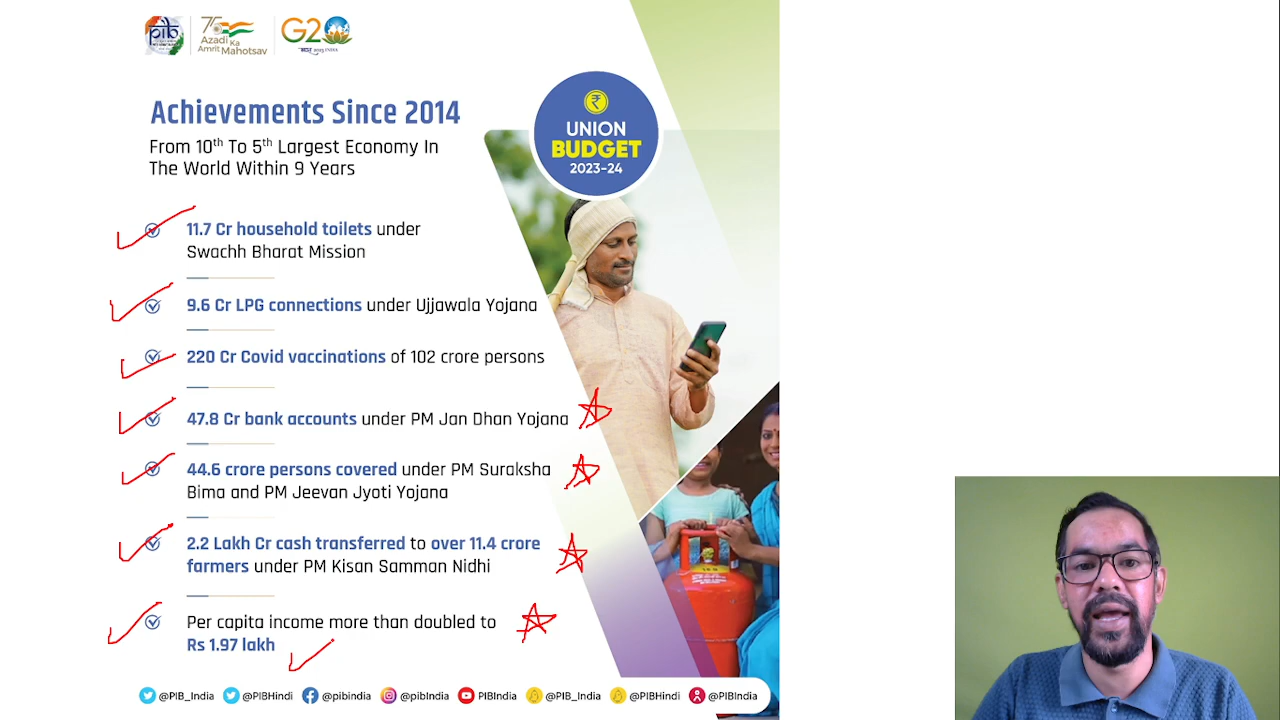 pib
75
Azadi
Ka
Amrit Mahotsav
G20
भारत 2023 INDIA
Achievements Since 2014
From 10th To 5th Largest Economy In
The World Within 9 Years
₹
UNION
BUDGET
2023-24
11.7 Cr household toilets under
Swachh Bharat Mission
9.6 Cr LPG connections under Ujjawala Yojana
220 Cr Covid vaccinations of 102 crore persons
47.8 Cr bank accounts under PM Jan Dhan Yojana
44.6 crore persons covered under PM Suraksha
Bima and PM Jeevan Jyoti Yojana
2.2 Lakh Cr cash transferred to over 11.4 crore
farmers under PM Kisan Samman Nidhi
Per capita income more than doubled to
Rs 1.97 lakh
@PIB_India @PIBHindi @pibindia @pibindia PIBIndia @PIB_India @PIBHindi @PIBIndia